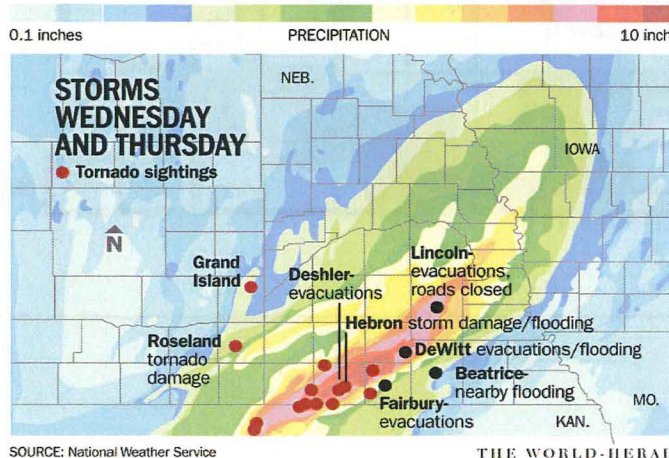 0.1 inches PRECIPITATION 10 inch
NEB.
STORMS
WEDNESDAY
AND THURSDAY
Tornado sightings
IOWA
N
Grand
Island
Deshler-
evacuations
Lincoln-
evacuations,
roads closed
Hebron storm damage/flooding
Roseland
tornado
damage
DeWitt evacuations/flooding
Beatrice-
nearby flooding
Fairbury-
evacuations
KAN.
MO.
SOURCE: National Weather Service
THE WORLD-HERAL